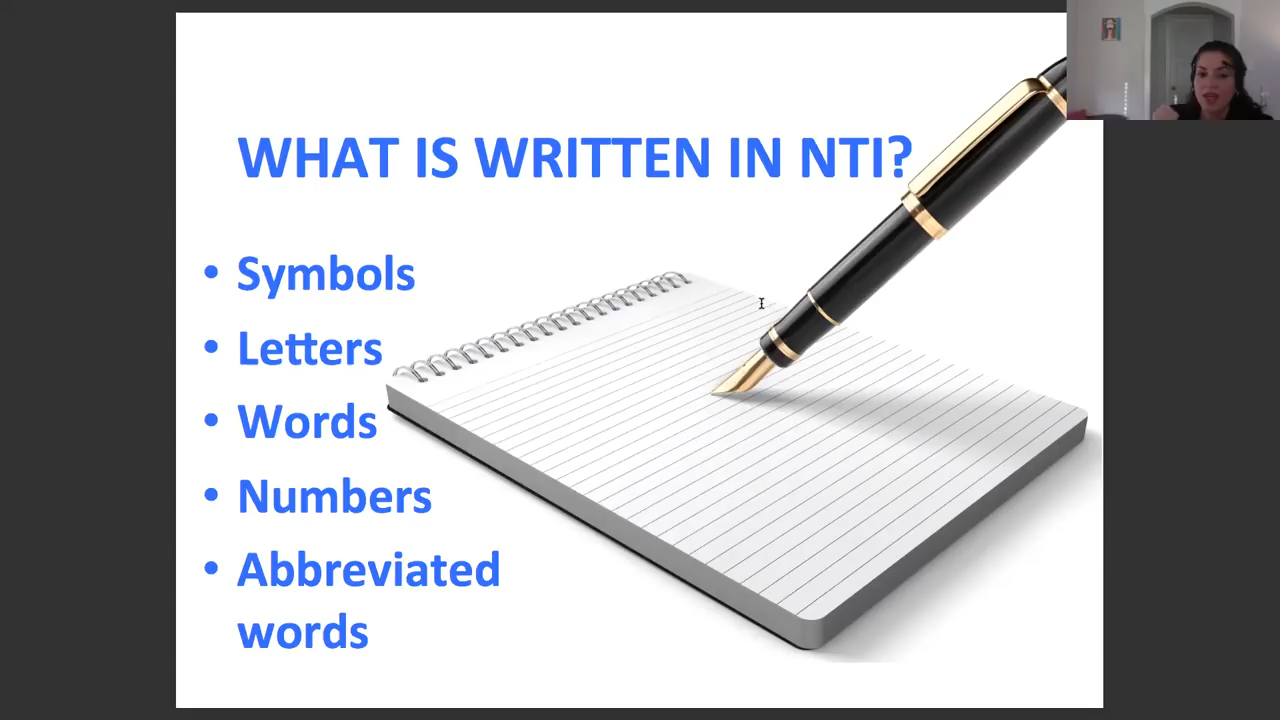 WHAT IS WRITTEN IN NTI?
• Symbols
• Letters
• Words
• Numbers
• Abbreviated
words